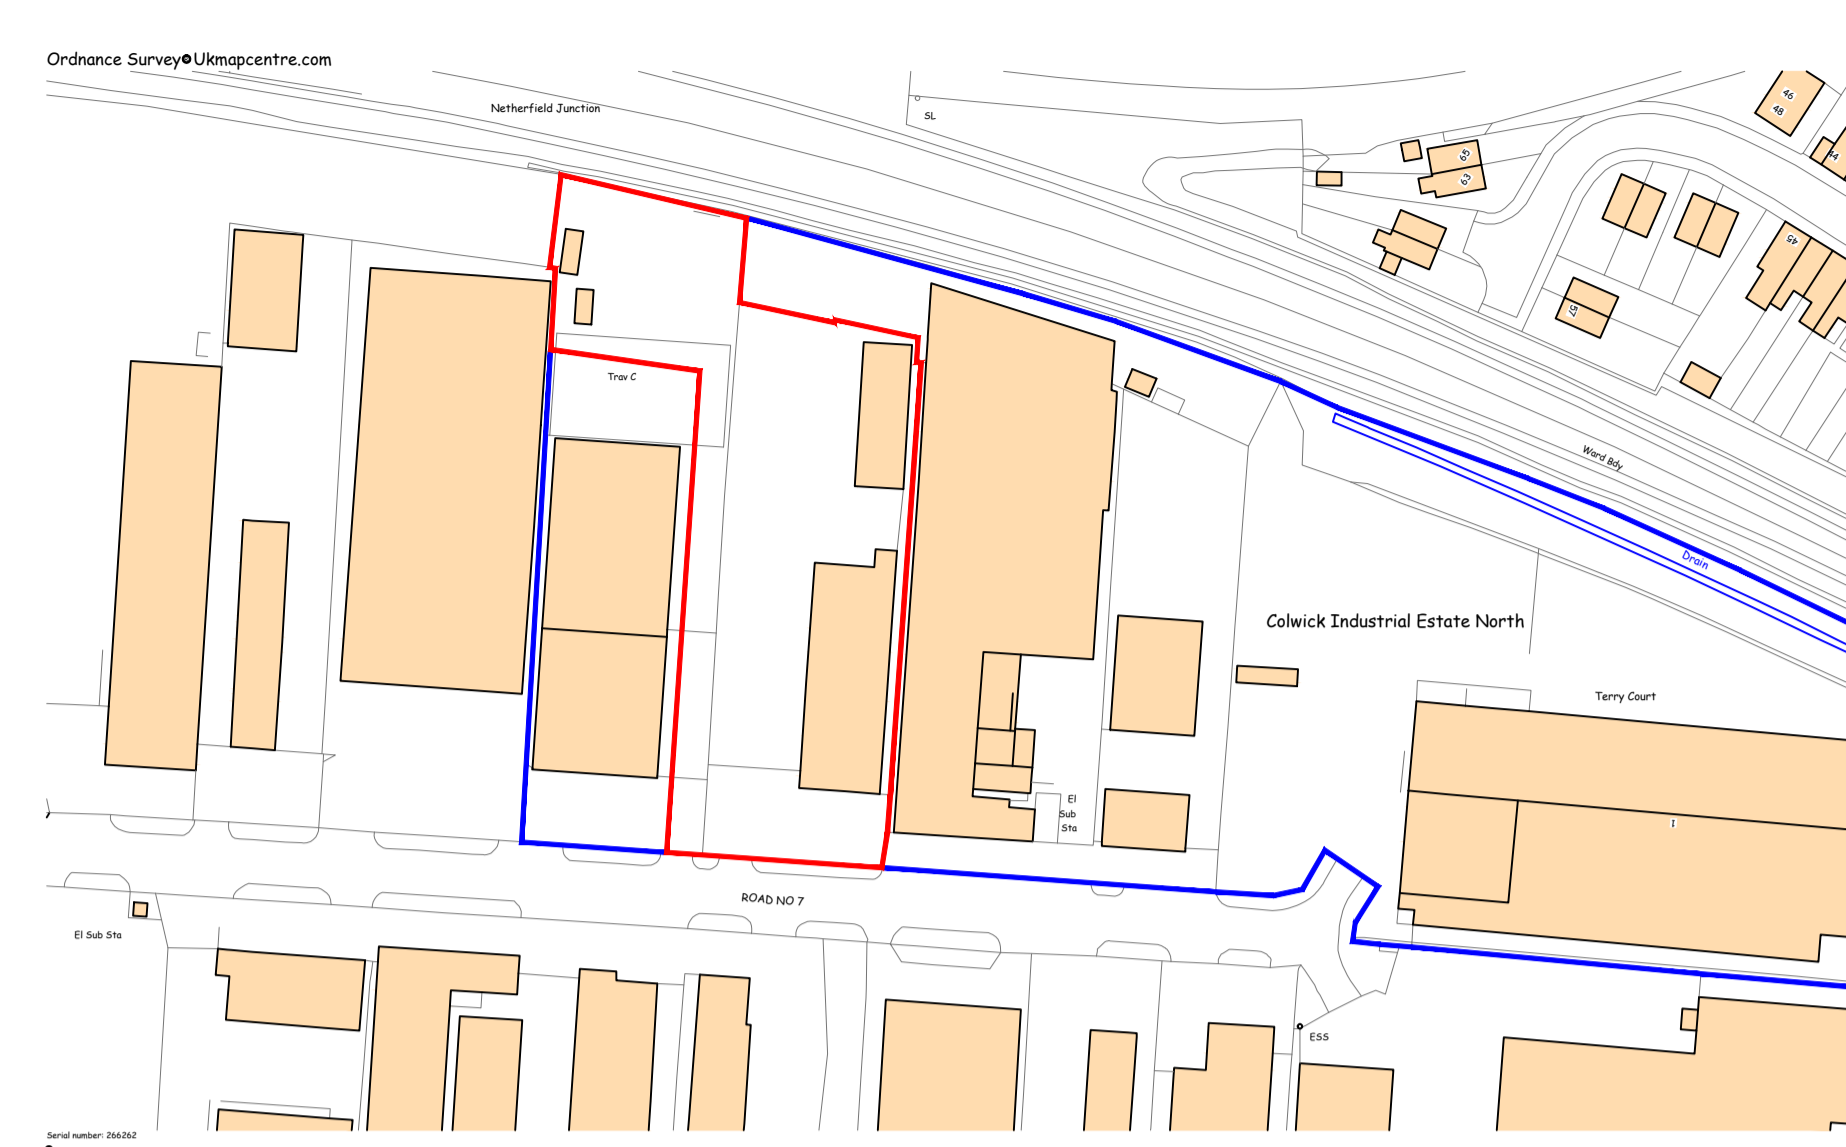 Ordnance Survey©Ukmapcentre.com
Netherfield Junction
SL
46
48
44
65
63
45
57
Trav C
Ward Bdy
Drain
Colwick Industrial Estate North
Terry Court
El
Sub
Sta
1
ROAD NO 7
El Sub Sta
ESS
Serial number: 266262